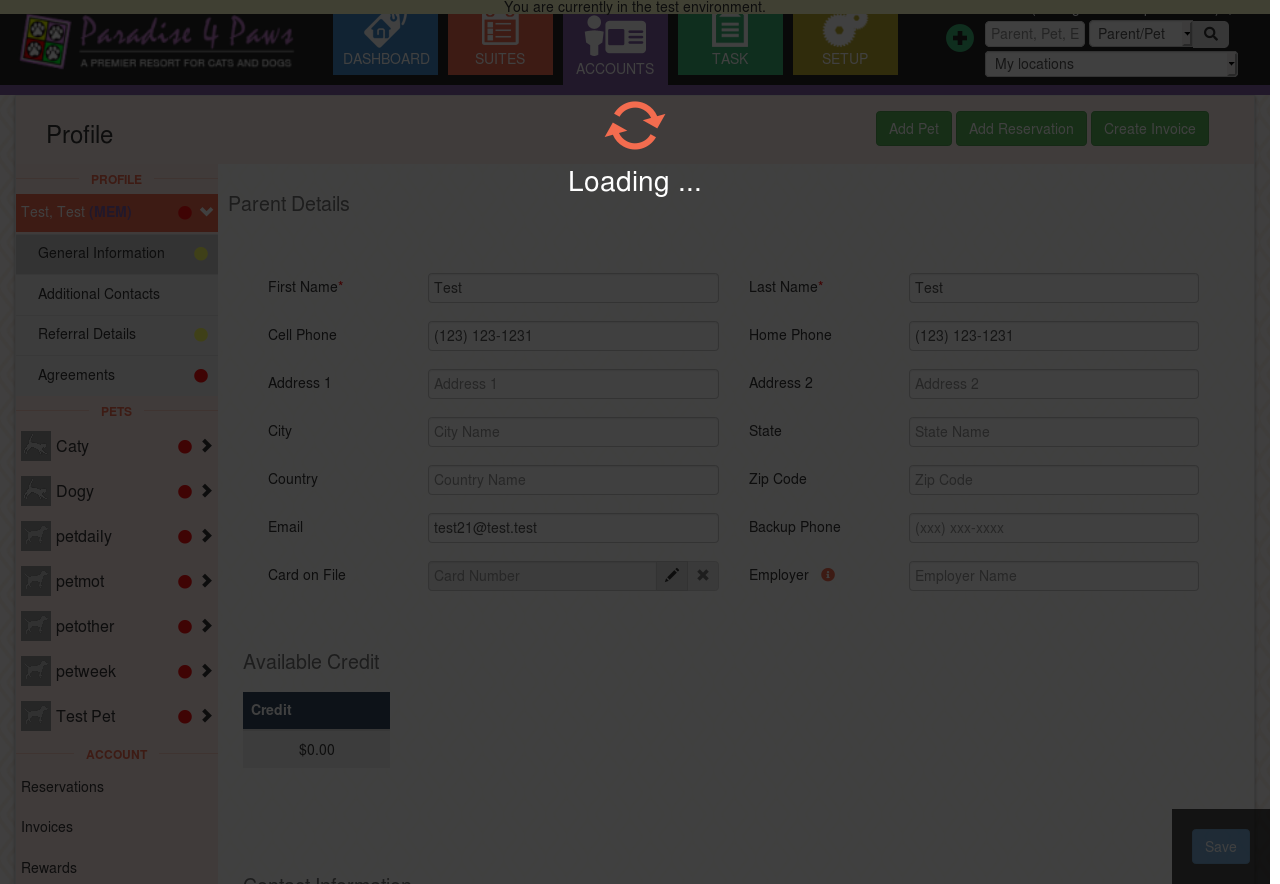 You are currently in the test environment.
Paradise 4 Paws
A PREMIER RESORT FOR CATS AND DOGS
DASHBOARD
SUITES
ACCOUNTS
TASK
SETUP
Parent, Pet, E
Parent/Pet
My locations
Loading ...
Profile
Add Pet
Add Reservation
Create Invoice
PROFILE
Test, Test (MEM)
General Information
Additional Contacts
Referral Details
Agreements
PETS
Caty
Dogy
petdaily
petmot
petother
petweek
Test Pet
ACCOUNT
Reservations
Invoices
Rewards
Parent Details
First Name* Test Last Name* Test
Cell Phone (123) 123-1231 Home Phone (123) 123-1231
Address 1 Address 1 Address 2 Address 2
City City Name State State Name
Country Country Name Zip Code Zip Code
Email test21@test.test Backup Phone (xxx) xxx-xxxx
Card on File Card Number Employer Employer Name
Available Credit
Credit
$0.00
Contact Information
Save